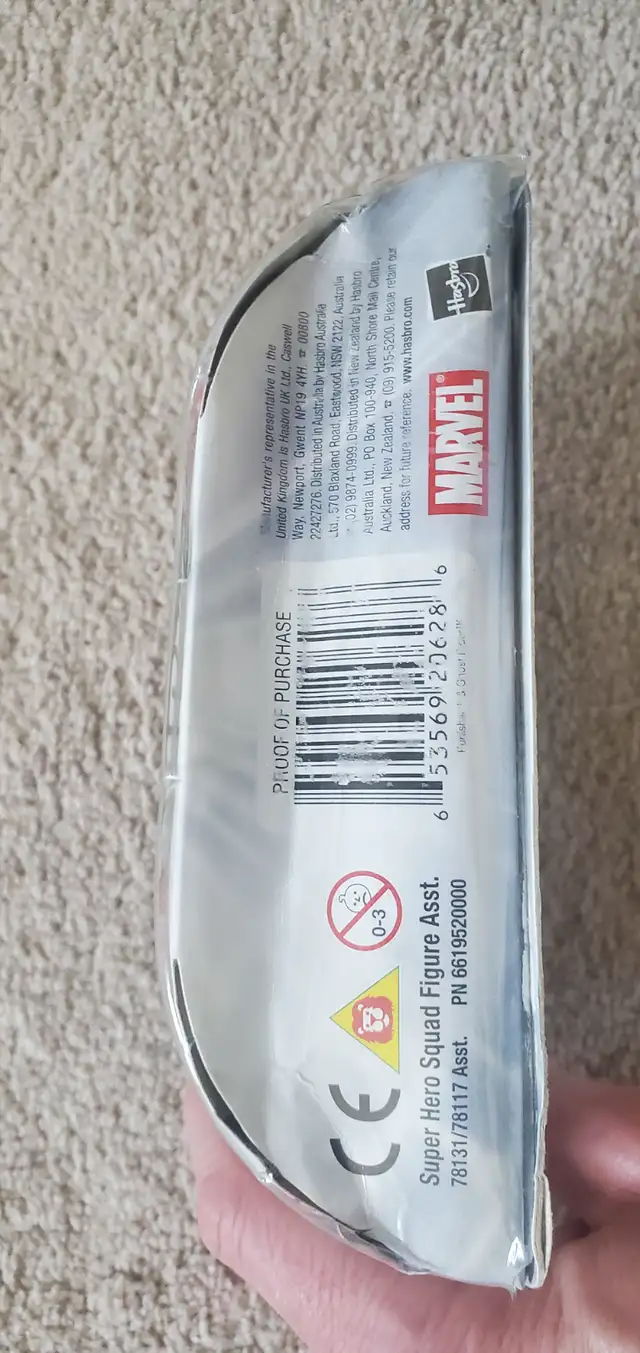 Super Hero Squad Figure Asst.
78131/78117 Asst. PN 6619520000
CE
0-3
PROOF OF PURCHASE
6 53569 20628 6
Punisher & Ghost Rider™
Manufacturer's representative in the
United Kingdom is Hasbro UK Ltd., Caswell
Way, Newport, Gwent NP19 4YH. ☎ 00800
22427276. Distributed in Australia by Hasbro Australia
Ltd., 570 Blaxland Road, Eastwood, NSW 2122, Australia
(02) 9874-0999. Distributed in New Zealand by Hasbro
Australia Ltd., PO Box 100-940, North Shore Mail Centre,
Auckland, New Zealand, ☎ (09) 915-5200. Please retain our
address for future reference. www.hasbro.com
MARVEL®
Hasbro